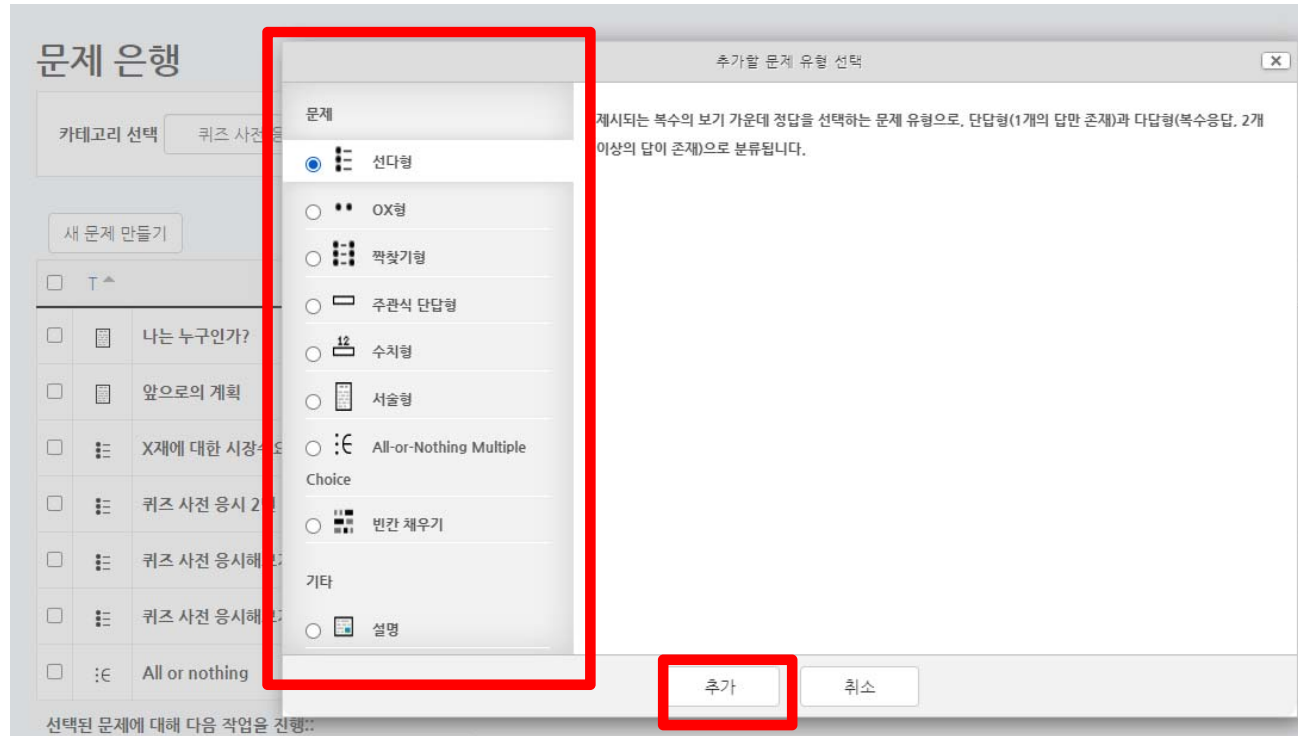 문제 은행
카테고리 선택
퀴즈 사전
새 문제 만들기
T
나는 누구인가?
앞으로의 계획
X재에 대한 시장수요
퀴즈 사전 응시 2번
퀴즈 사전 응시해보기
퀴즈 사전 응시해보기
All or nothing
선택된 문제에 대해 다음 작업을 진행::
추가할 문제 유형 선택
문제
선다형
OX형
짝찾기형
주관식 단답형
12
수치형
서술형
All-or-Nothing Multiple
Choice
빈칸 채우기
기타
설명
제시되는 복수의 보기 가운데 정답을 선택하는 문제 유형으로, 단답형(1개의 답만 존재)과 다답형(복수응답, 2개
이상의 답이 존재)으로 분류됩니다.
추가
취소